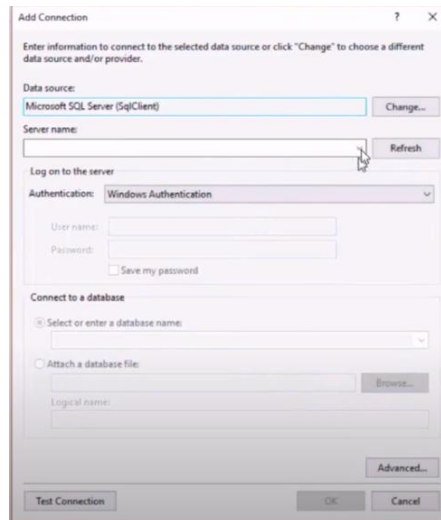 Add Connection
Enter information to connect to the selected data source or click "Change" to choose a different
data source and/or provider.
Data source:
Microsoft SQL Server (SqlClient)
Change...
Server name:
Refresh
Log on to the server
Authentication:
Windows Authentication
User name:
Password:
Save my password
Connect to a database
Select or enter a database name:
Attach a database file:
Browse...
Logical name:
Advanced...
Test Connection
OK
Cancel